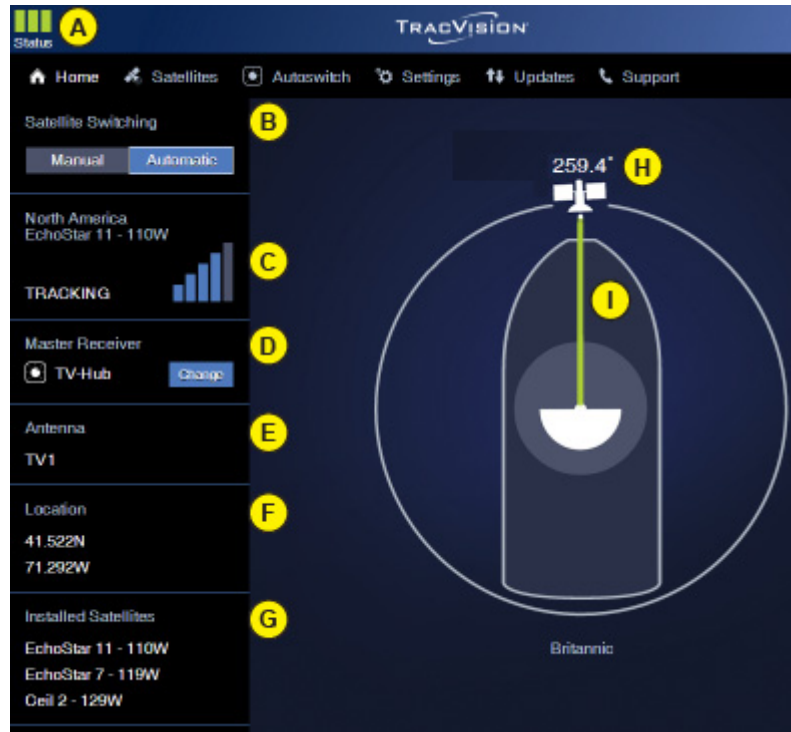 Status
A
TRACVISION
Home Satellites Autoswitch Settings Updates Support
Satellite Switching
B
Manual Automatic
North America
EchoStar 11 - 110W
C
TRACKING
Master Receiver
D
TV-Hub Change
Antenna
E
TV1
Location
F
41.522N
71.292W
Installed Satellites
G
EchoStar 11 - 110W
EchoStar 7 - 119W
Ceil 2 - 129W
259.4° H
I
Britannic